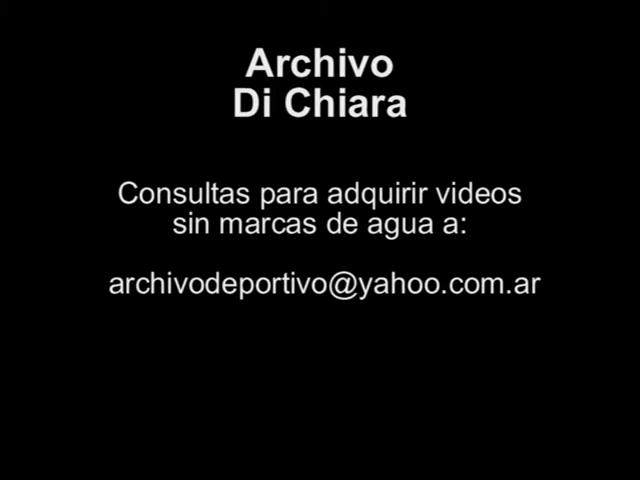 Archivo
Di Chiara
Consultas para adquirir videos
sin marcas de agua a:
archivodeportivo@yahoo.com.ar